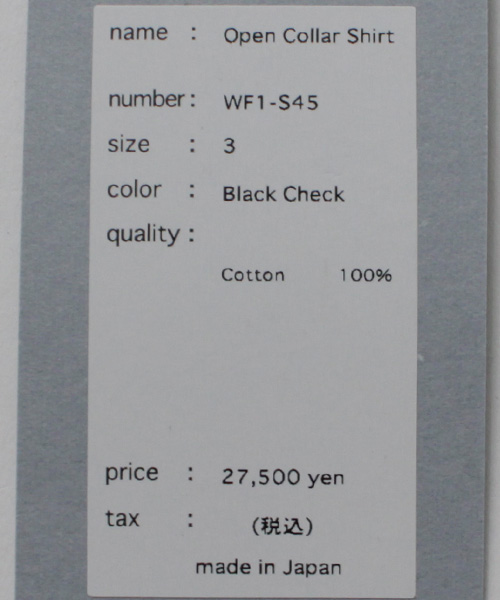 name : Open Collar Shirt
number : WF1-S45
size : 3
color : Black Check
quality :
Cotton 100%
price : 27,500 yen
tax : (税込)
made in Japan